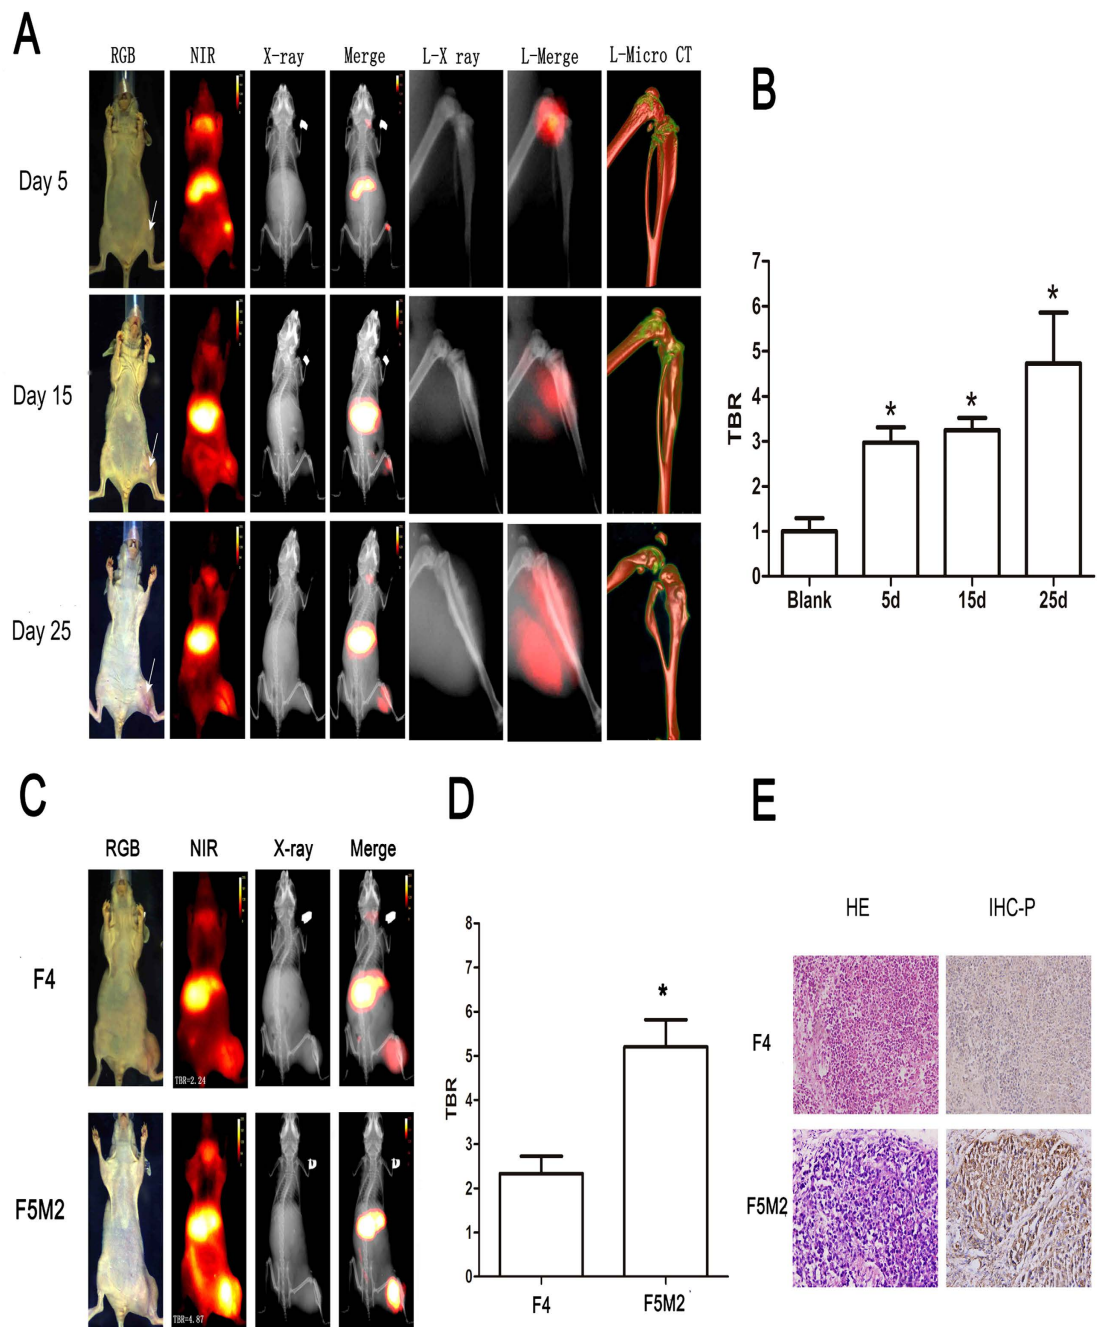 A
RGB NIR X-ray Merge L-X ray L-Merge L-Micro CT
Day 5
Day 15
Day 25
B
TBR
7
6
5
4
3
2
1
0
* * *
Blank 5d 15d 25d
C
RGB NIR X-ray Merge
F4
TBR=2.24
F5M2
TBR=4.87
D
TBR
8
7
6
5
4
3
2
1
0
*
F4 F5M2
E
HE IHC-P
F4
F5M2